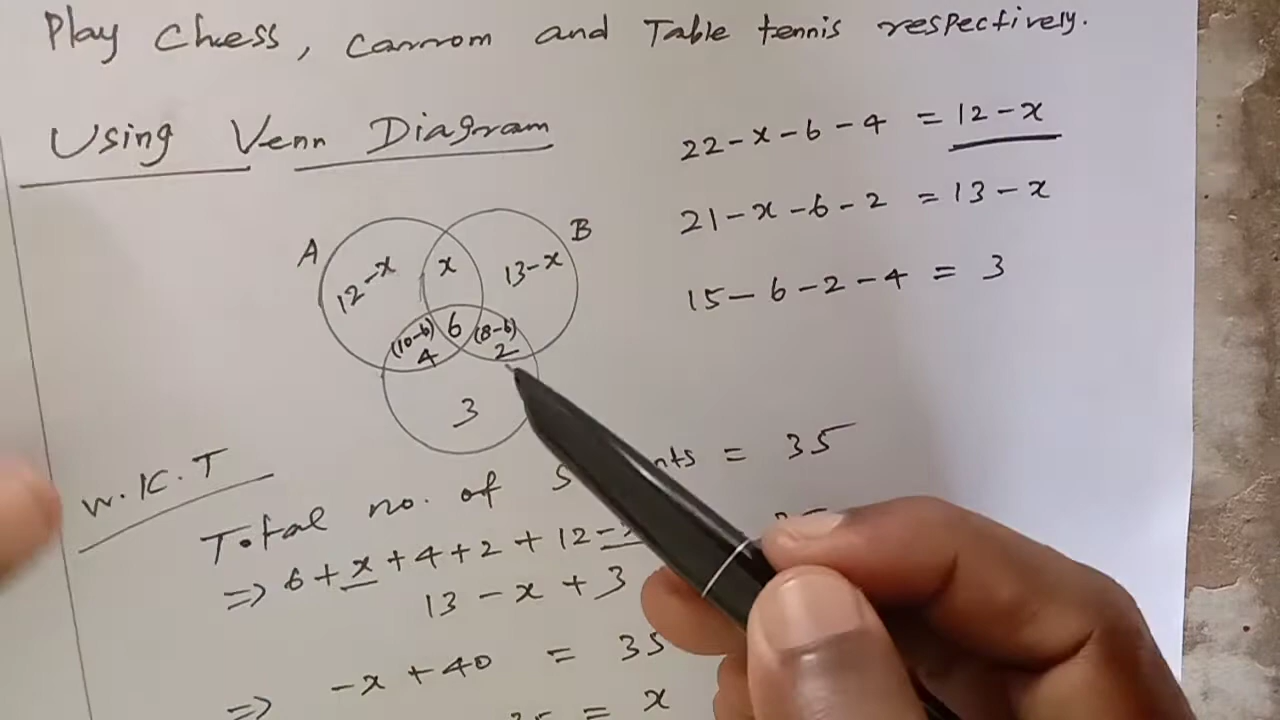 Play Chess, Carrom and Table tennis respectively.
Using Venn Diagram
22-x-6-4 = 12-x
21-x-6-2 = 13-x
15-6-2-4 = 3
A
B
12-x
x
13-x
(10-6)
6
(8-6)
4
2
3
W.K.T
Total no. of = 35
=> 6+x+4+2+12-
13-x+3
=> -x+40 = 35
= x